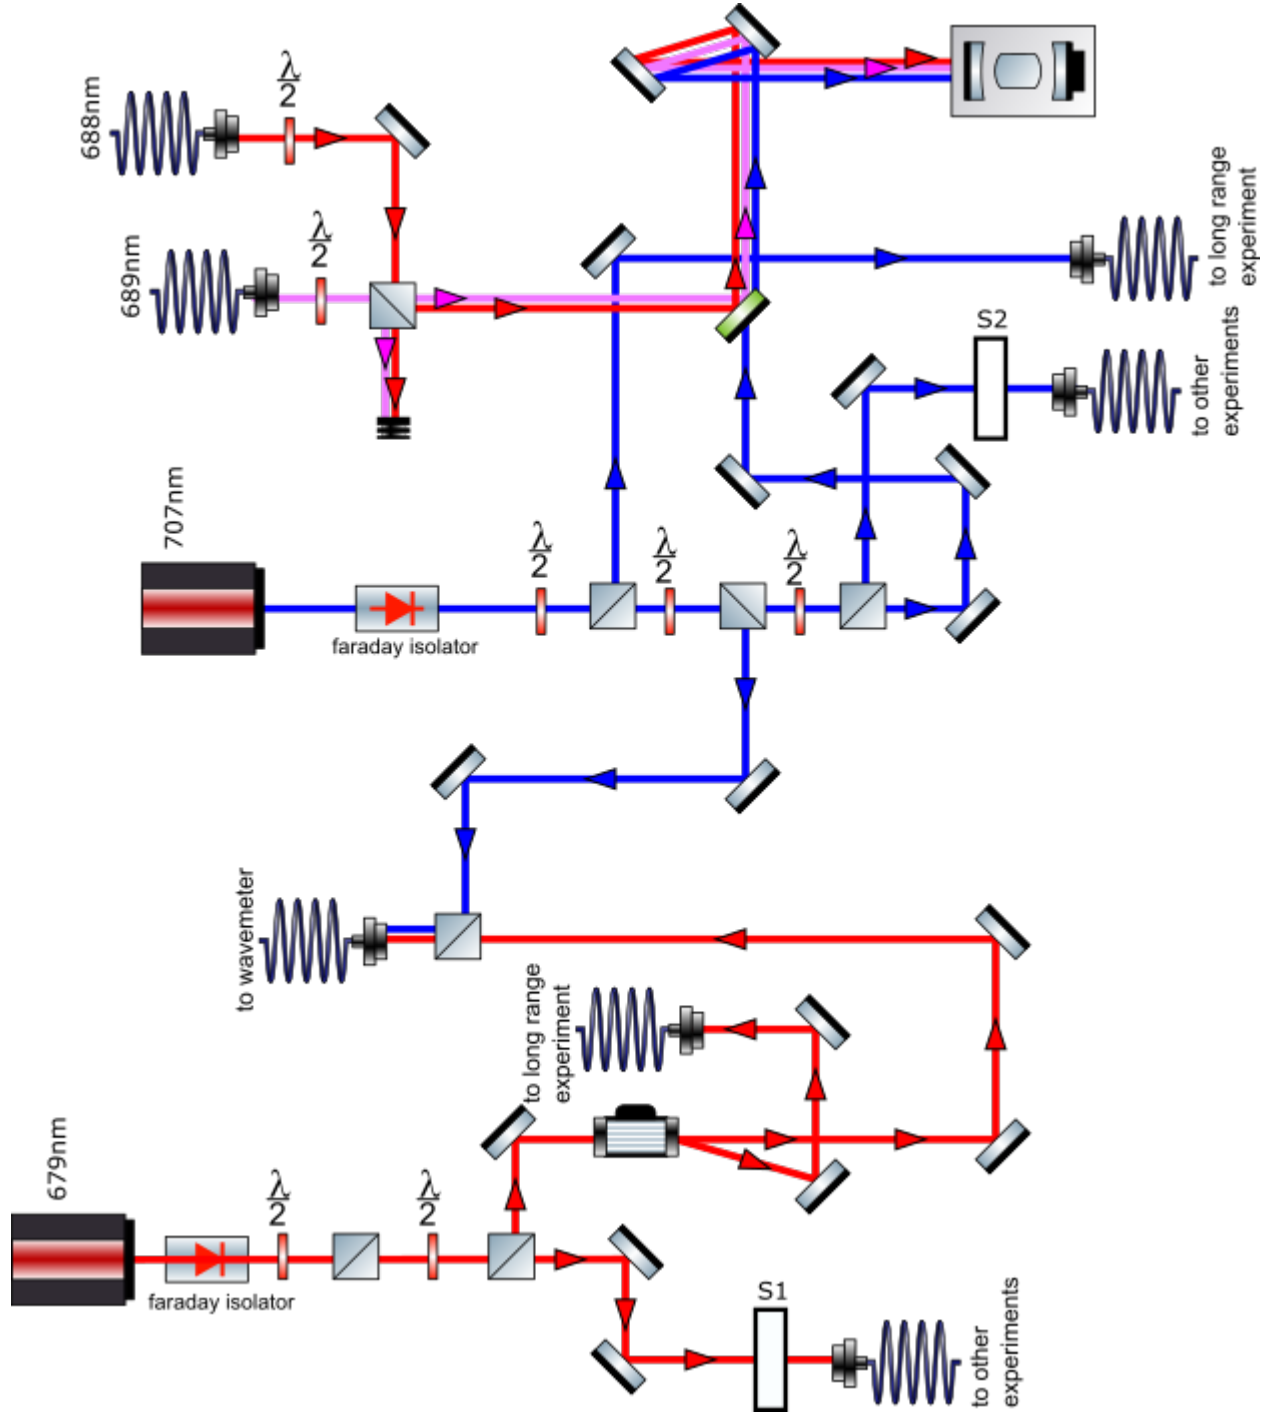 688nm
λ
2
689nm
λ
2
to long range
experiment
S2
to other
experiments
707nm
λ
2
λ
2
λ
2
faraday isolator
to wavemeter
to long range
experiment
679nm
λ
2
λ
2
faraday isolator
S1
to other
experiments